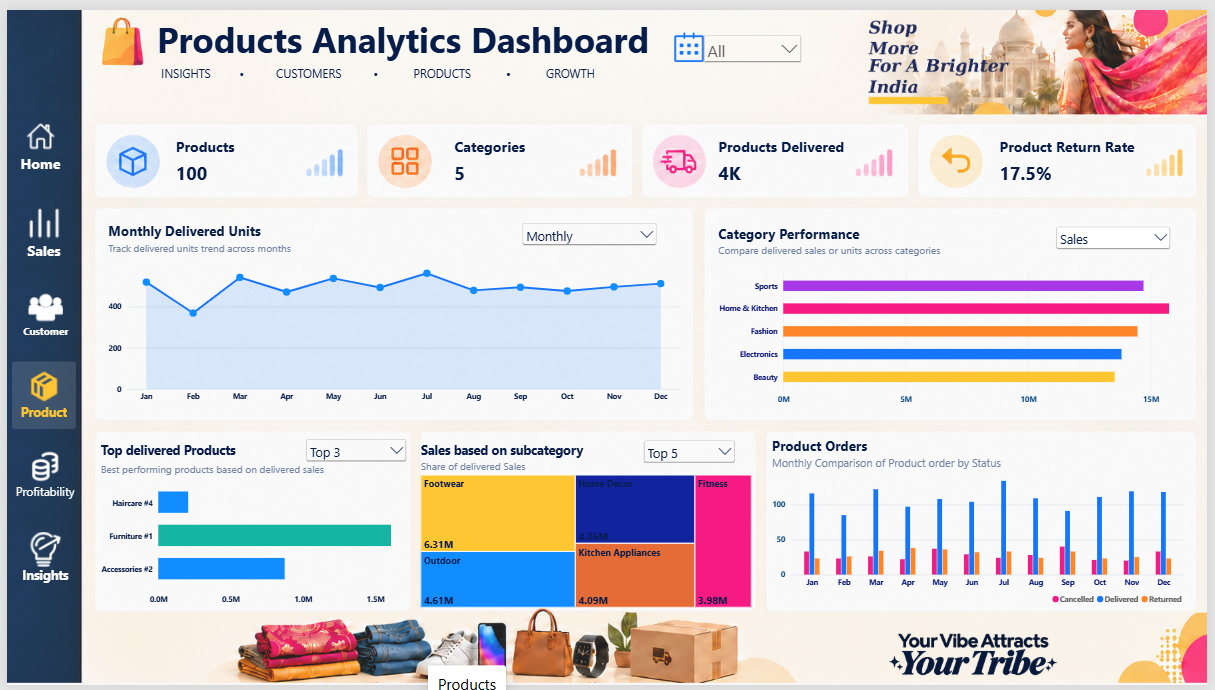 Products Analytics Dashboard
INSIGHTS • CUSTOMERS • PRODUCTS • GROWTH
All
Shop
More
For A Brighter
India
Home
Sales
Customer
Product
Profitability
Insights
Products
100
Categories
5
Products Delivered
4K
Product Return Rate
17.5%
Monthly Delivered Units
Track delivered units trend across months
Monthly
400
200
0
Jan Feb Mar Apr May Jun Jul Aug Sep Oct Nov Dec
Category Performance
Compare delivered sales or units across categories
Sales
Sports
Home & Kitchen
Fashion
Electronics
Beauty
0M 5M 10M 15M
Top delivered Products
Best performing products based on delivered sales
Top 3
Haircare #4
Furniture #1
Accessories #2
0.0M 0.5M 1.0M 1.5M
Sales based on subcategory
Share of delivered Sales
Top 5
Footwear
6.31M
Outdoor
4.61M
Home Decor
4.36M
Kitchen Appliances
4.09M
Fitness
3.98M
Product Orders
Monthly Comparison of Product order by Status
100
50
0
Jan Feb Mar Apr May Jun Jul Aug Sep Oct Nov Dec
Cancelled Delivered Returned
Your Vibe Attracts
Your Tribe
Products